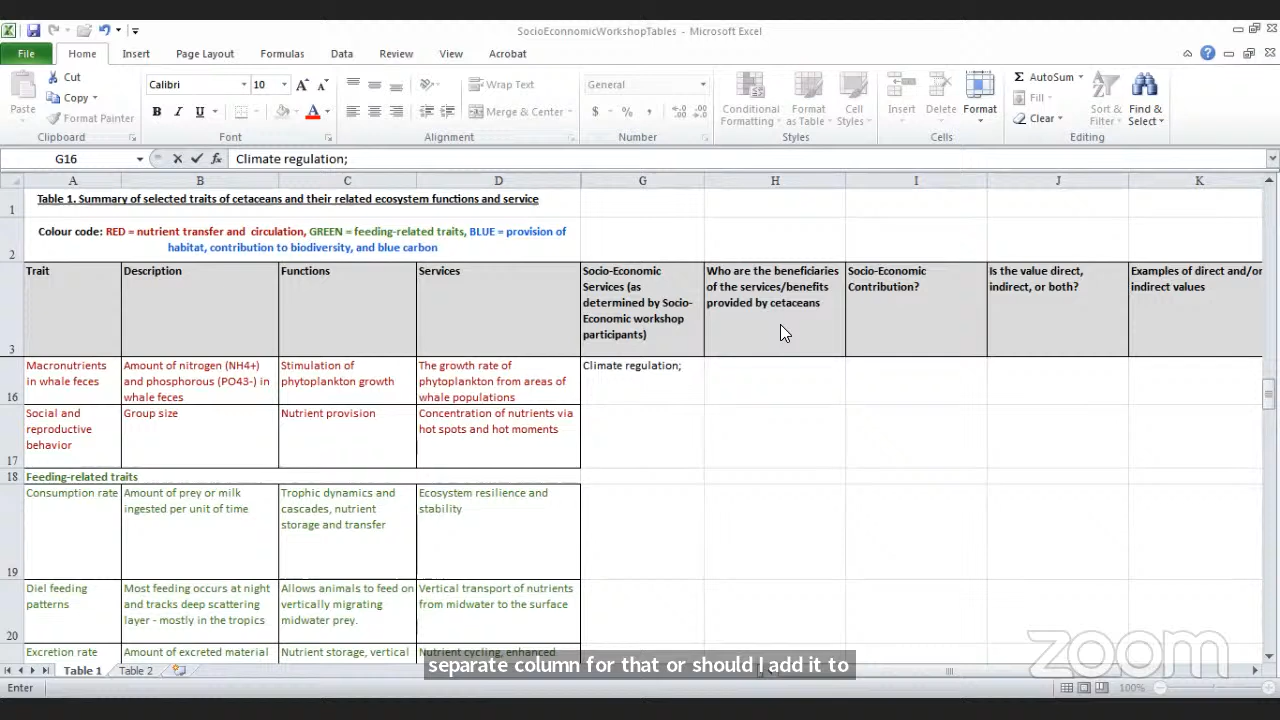 SocioEconnomicWorkshopTables - Microsoft Excel
File Home Insert Page Layout Formulas Data Review View Acrobat
Cut
Copy
Format Painter
Paste
Clipboard
Calibri 10
B I U
Font
Wrap Text
Merge & Center
Alignment
General
$ % ,
Number
Conditional Formatting
Format as Table
Cell Styles
Styles
Insert Delete Format
Cells
AutoSum
Fill
Clear
Sort & Filter
Find & Select
Editing
G16 fx Climate regulation;
A B C D G H I J K
1 Table 1. Summary of selected traits of cetaceans and their related ecosystem functions and service
2 Colour code: RED = nutrient transfer and circulation, GREEN = feeding-related traits, BLUE = provision of
habitat, contribution to biodiversity, and blue carbon
3
Trait
Description
Functions
Services
Socio-Economic
Services (as
determined by Socio-
Economic workshop
participants)
Who are the beneficiaries
of the services/benefits
provided by cetaceans
Socio-Economic
Contribution?
Is the value direct,
indirect, or both?
Examples of direct and/or
indirect values
16
Macronutrients
in whale feces
Amount of nitrogen (NH4+)
and phosphorous (PO43-) in
whale feces
Stimulation of
phytoplankton growth
The growth rate of
phytoplankton from areas of
whale populations
Climate regulation;
17
Social and
reproductive
behavior
Group size
Nutrient provision
Concentration of nutrients via
hot spots and hot moments
18 Feeding-related traits
19
Consumption rate
Amount of prey or milk
ingested per unit of time
Trophic dynamics and
cascades, nutrient
storage and transfer
Ecosystem resilience and
stability
20
Diel feeding
patterns
Most feeding occurs at night
and tracks deep scattering
layer - mostly in the tropics
Allows animals to feed on
vertically migrating
midwater prey.
Vertical transport of nutrients
from midwater to the surface
Excretion rate
Amount of excreted material
Nutrient storage, vertical
Nutrient cycling, enhanced
separate column for that or should I add it to
Table 1 Table 2
Enter
100%
zoom